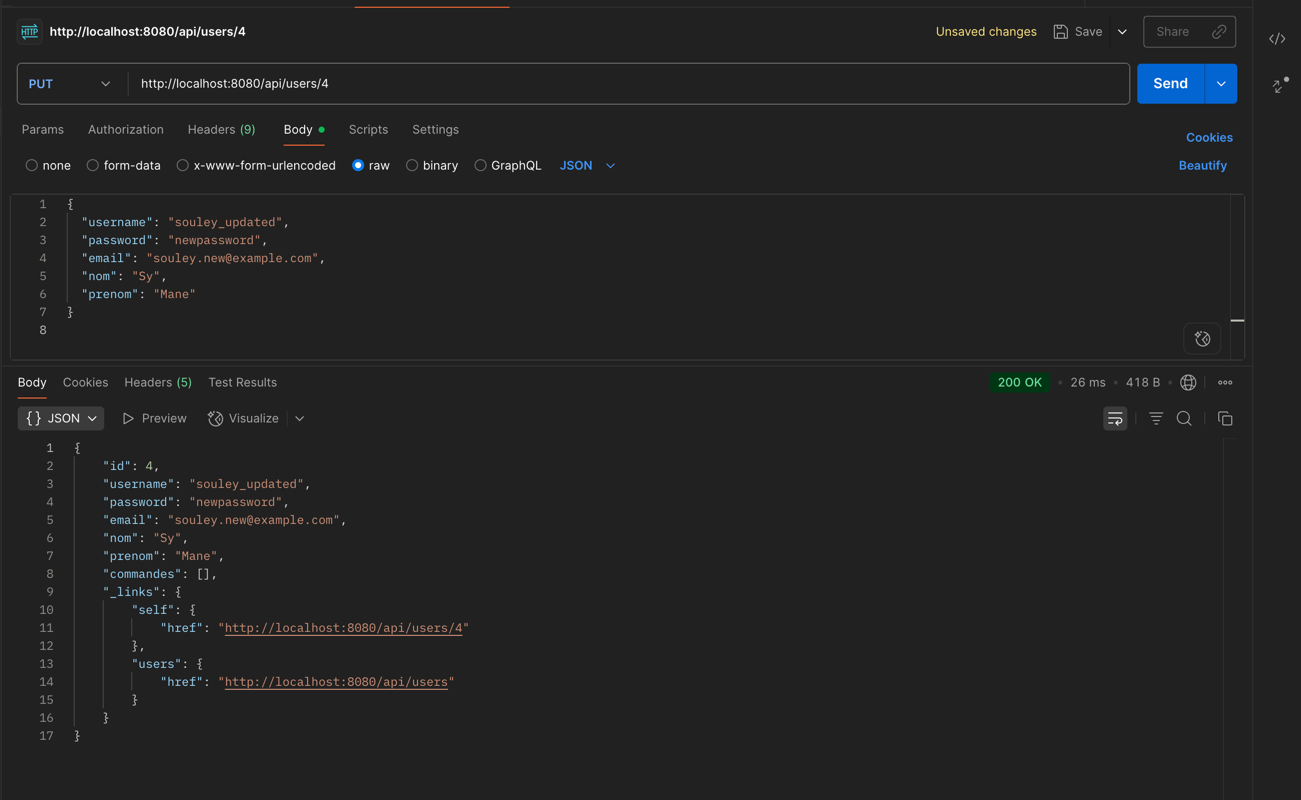 HTTP http://localhost:8080/api/users/4 Unsaved changes Save Share
PUT http://localhost:8080/api/users/4 Send
Params Authorization Headers (9) Body Scripts Settings Cookies
none form-data x-www-form-urlencoded raw binary GraphQL JSON Beautify
1 {
2 "username": "souley_updated",
3 "password": "newpassword",
4 "email": "souley.new@example.com",
5 "nom": "Sy",
6 "prenom": "Mane"
7 }
8
Body Cookies Headers (5) Test Results 200 OK 26 ms 418 B
{} JSON Preview Visualize
1 {
2 "id": 4,
3 "username": "souley_updated",
4 "password": "newpassword",
5 "email": "souley.new@example.com",
6 "nom": "Sy",
7 "prenom": "Mane",
8 "commandes": [],
9 "_links": {
10 "self": {
11 "href": "http://localhost:8080/api/users/4"
12 },
13 "users": {
14 "href": "http://localhost:8080/api/users"
15 }
16 }
17 }